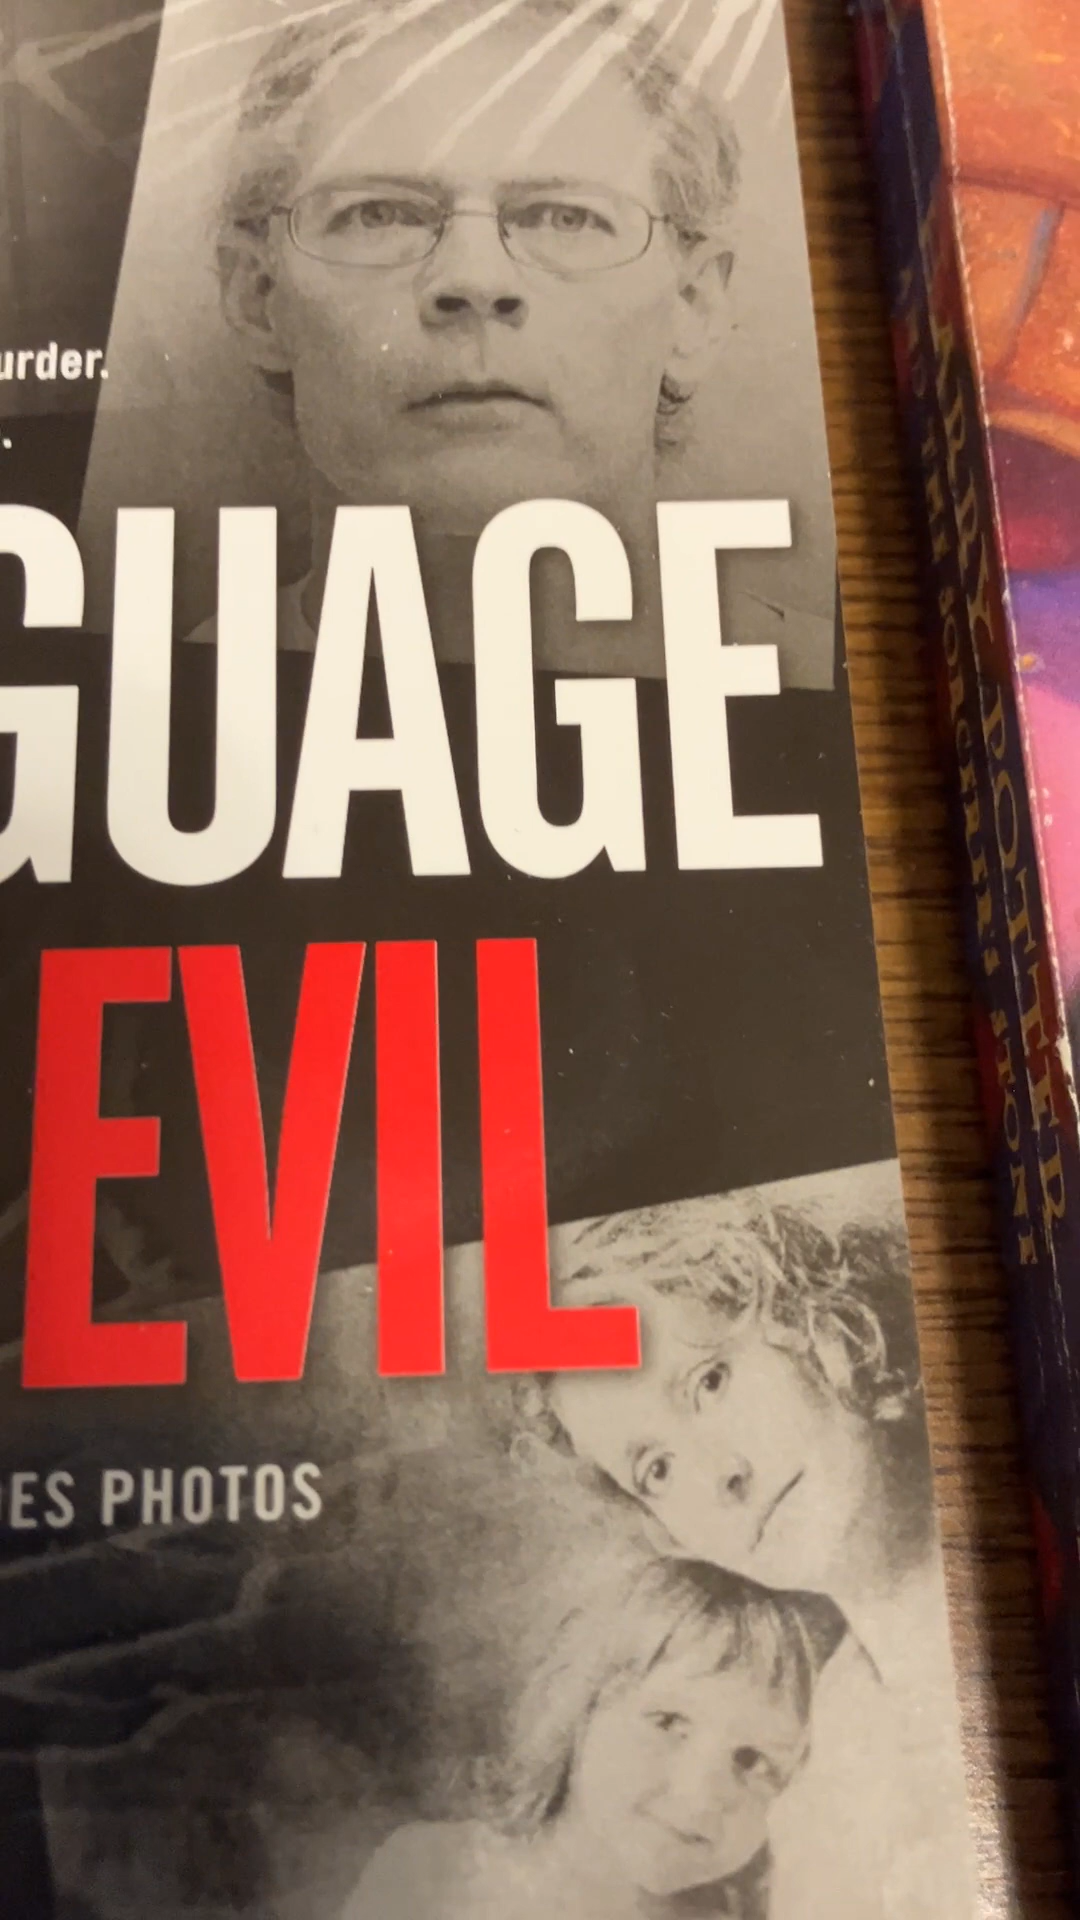 urder.
GUAGE
EVIL
ES PHOTOS
HARRY POTTER
AND THE SORCERER'S STONE